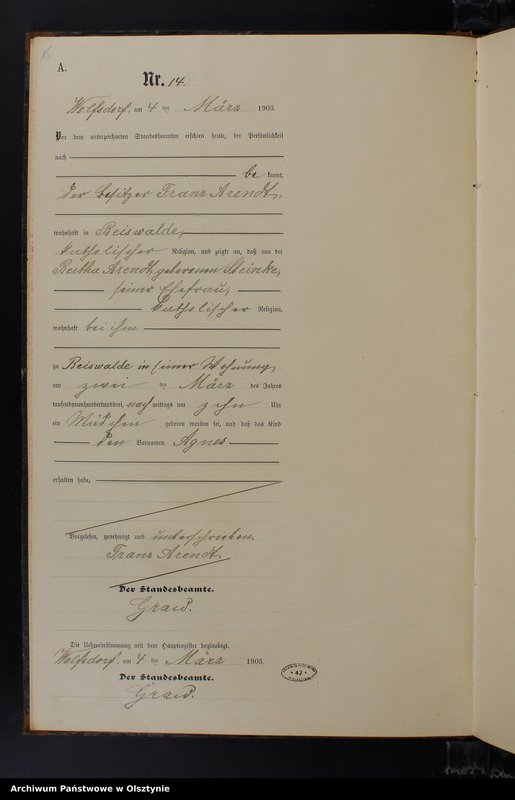 A.
Nr. 14.
Wolfsdorf, am 4 ten März 1903.
Vor dem unterzeichneten Standesbeamten erschien heute, der Persönlichkeit
nach
be kannt,
der Besitzer Franz Arendt,
wohnhaft in Beiswalde,
katholischer Religion, und zeigte an, daß von der
Bertha Arendt geborenen Steinke,
seiner Ehefrau,
katholischer Religion,
wohnhaft bei ihm
zu Beiswalde in seiner Wohnung
am zwei ten März des Jahres
tausendneunhundertunddrei, nachmittags um zehn Uhr
ein Mädchen geboren worden sei, und daß das Kind
den Vornamen Agnes
erhalten habe.
Vorgelesen, genehmigt und unterschrieben.
Franz Arendt.
Der Standesbeamte.
Graw.
Die Uebereinstimmung mit dem Hauptregister beglaubigt.
Wolfsdorf, am 4 ten März 1903.
Der Standesbeamte.
Graw.
* 42 *
Archiwum Państwowe w Olsztynie